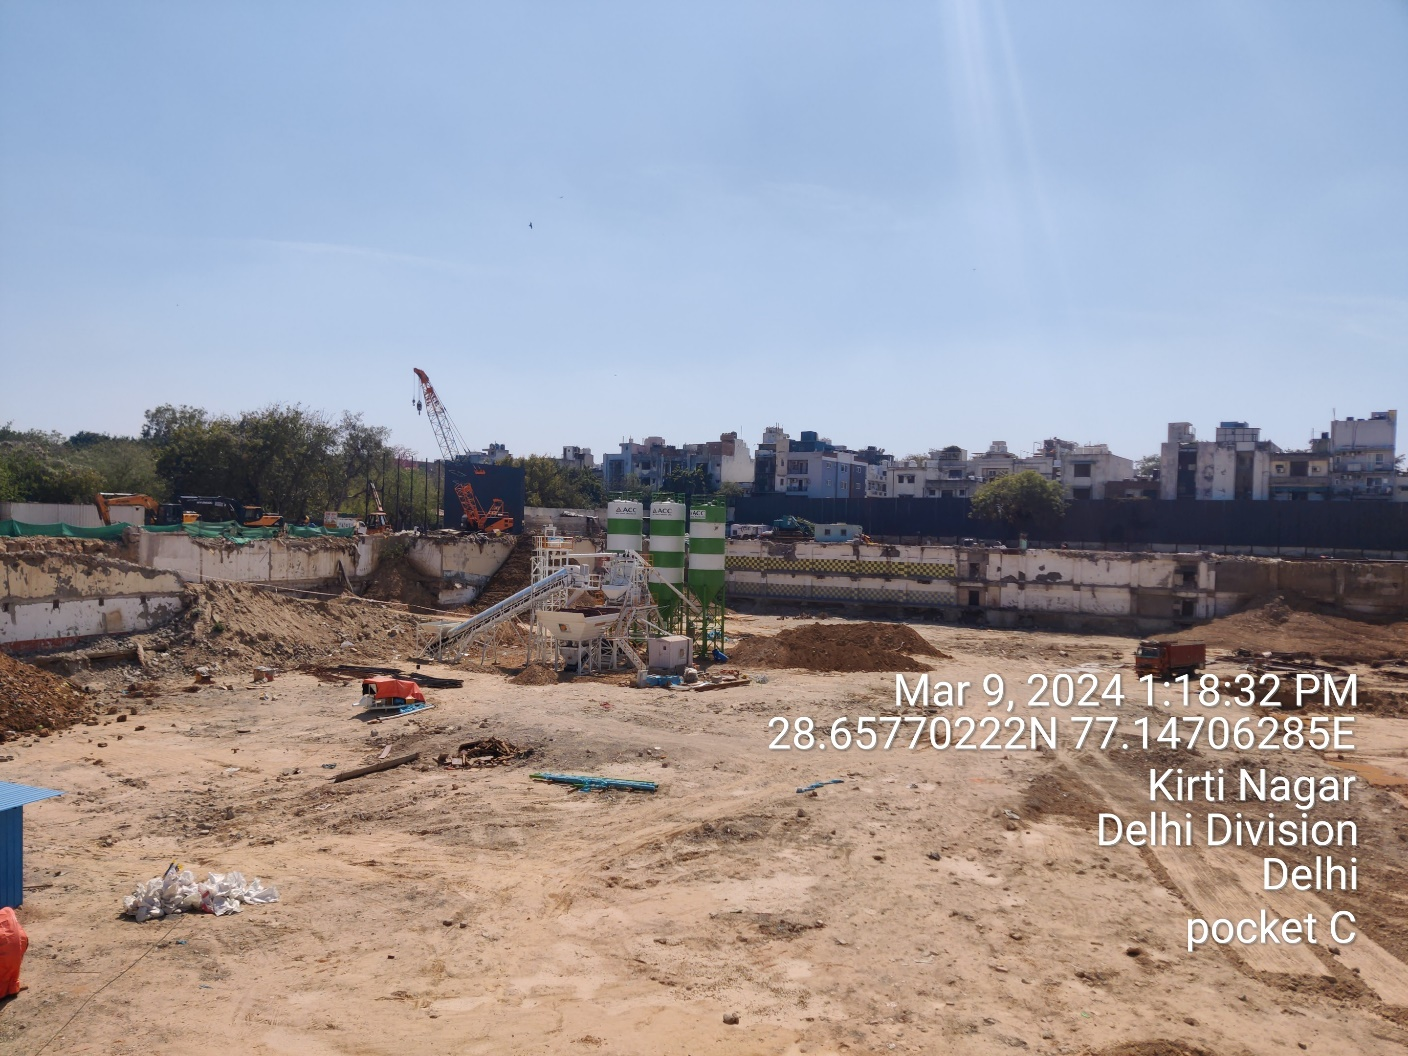 ACC
ACC
ACC
Mar 9, 2024 1:18:32 PM
28.65770222N 77.14706285E
Kirti Nagar
Delhi Division
Delhi
pocket C